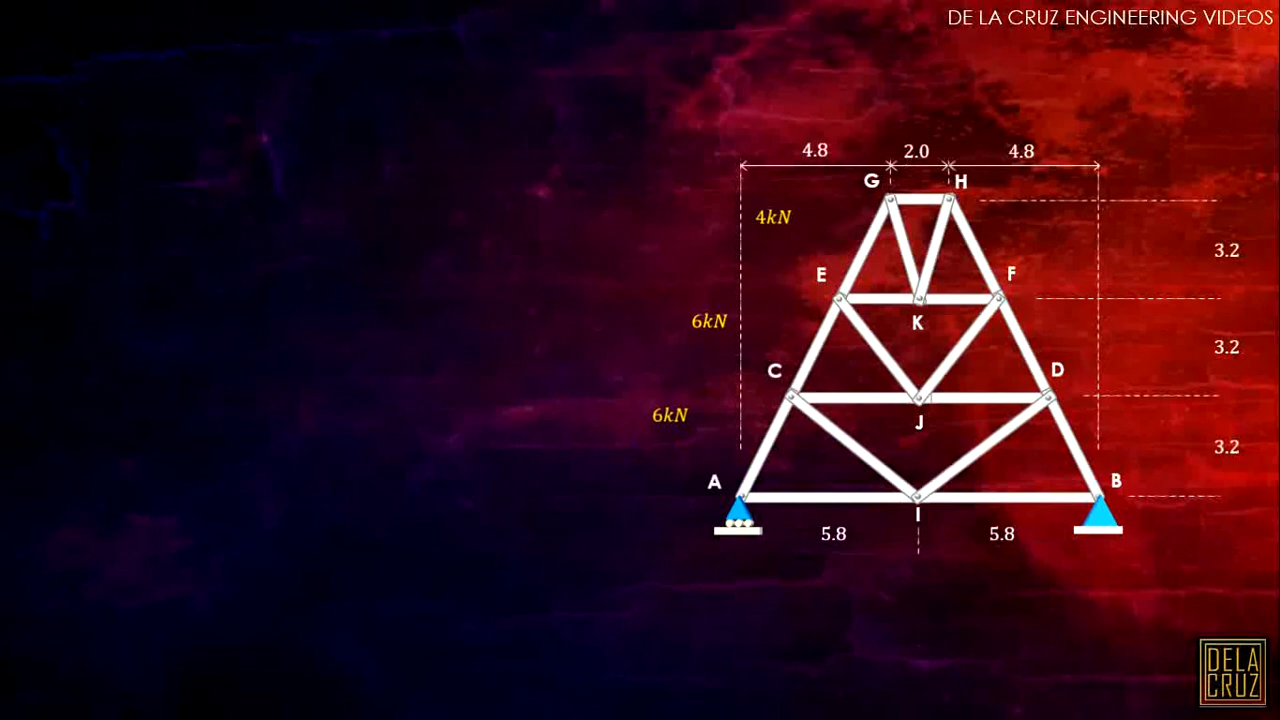 DE LA CRUZ ENGINEERING VIDEOS
4.8 2.0 4.8
G H
4kN
3.2
E F
6kN K
3.2
C D
6kN J
3.2
A B
I
5.8 5.8
DELA
CRUZ